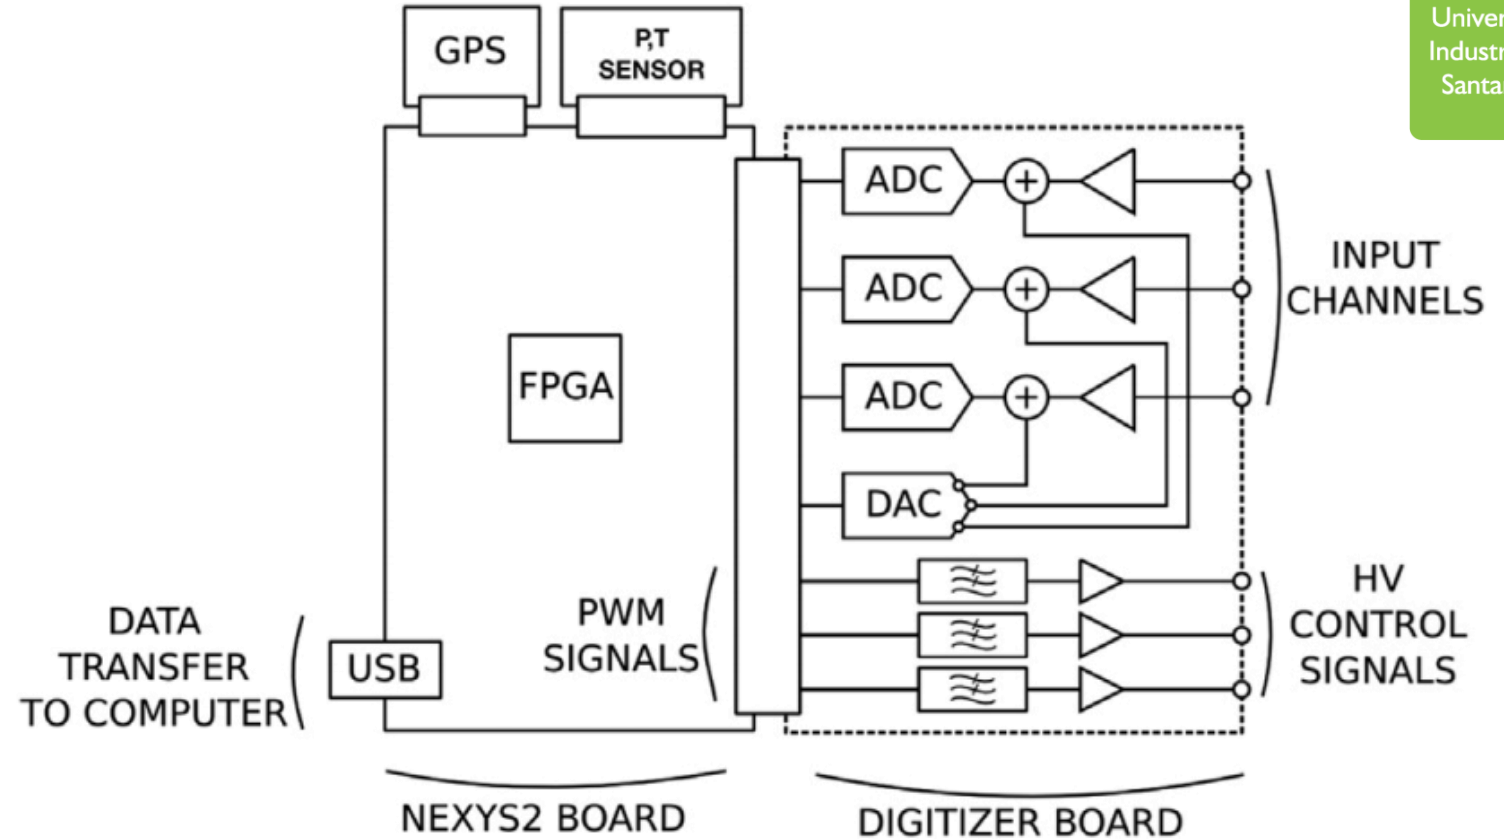 GPS
P,T
SENSOR
ADC
ADC
ADC
DAC
INPUT
CHANNELS
FPGA
PWM
SIGNALS
HV
CONTROL
SIGNALS
DATA
TRANSFER
TO COMPUTER
USB
NEXYS2 BOARD
DIGITIZER BOARD